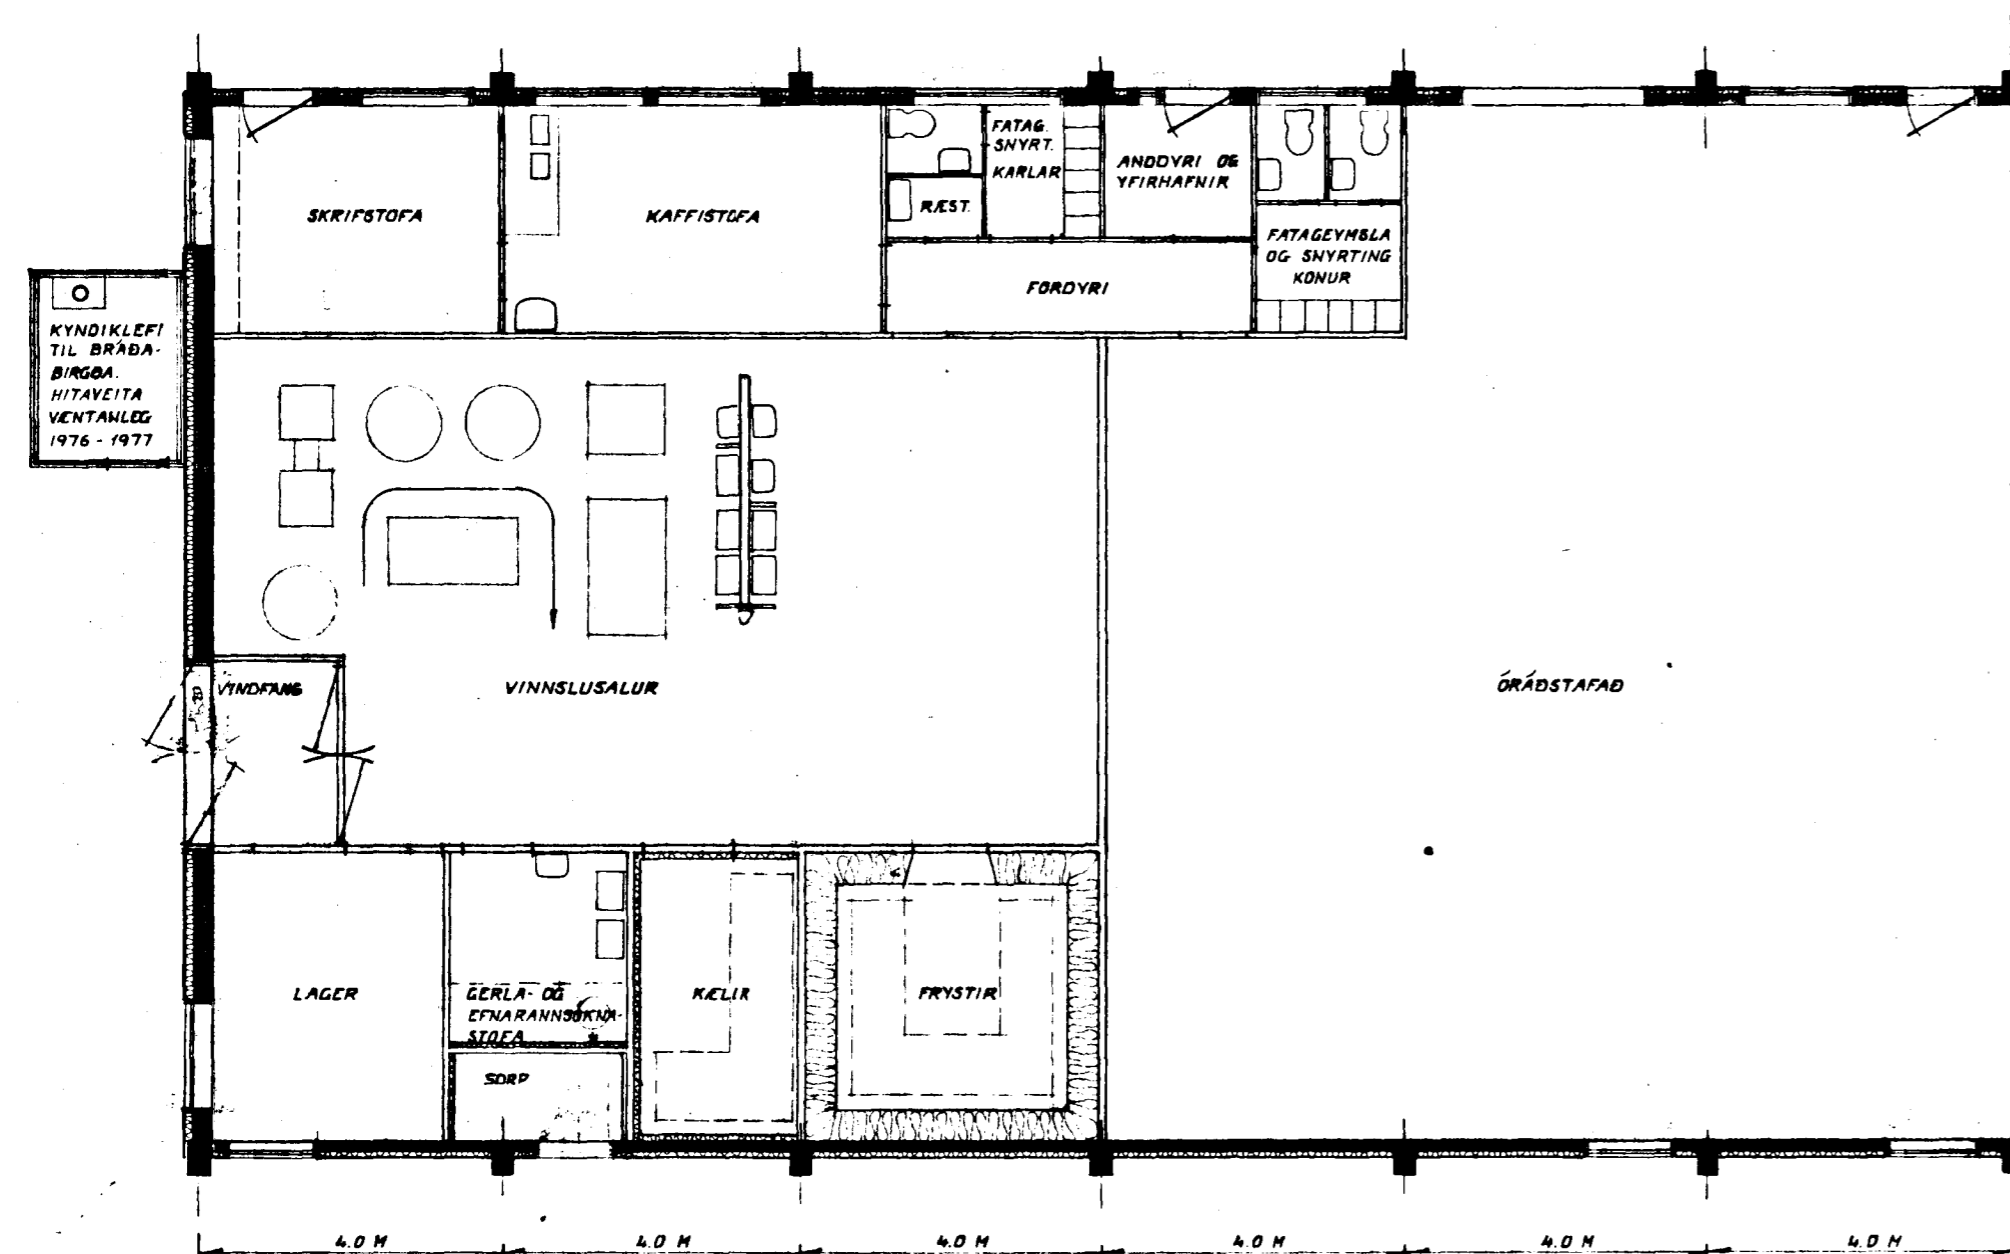 FATAG.
SNYRT.
KARLAR
ANDDYRI OG
YFIRHAFNIR
SKRIFSTOFA
KAFFISTOFA
RÆST.
FATAGEYMSLA
OG SNYRTING
KONUR
FORDYRI
KYNDIKLEFI
TIL BRÁÐA-
BIRGÐA.
HITAVEITA
VÆNTANLEG
1976 - 1977
VINDFANG
VINNSLUSALUR
ÓRÁÐSTAFAÐ
LAGER
GERLA- OG
EFNARANNSÓKNA-
STOFA
KÆLIR
FRYSTIR
SORP
4.0 M
4.0 M
4.0 M
4.0 M
4.0 M
4.0 M